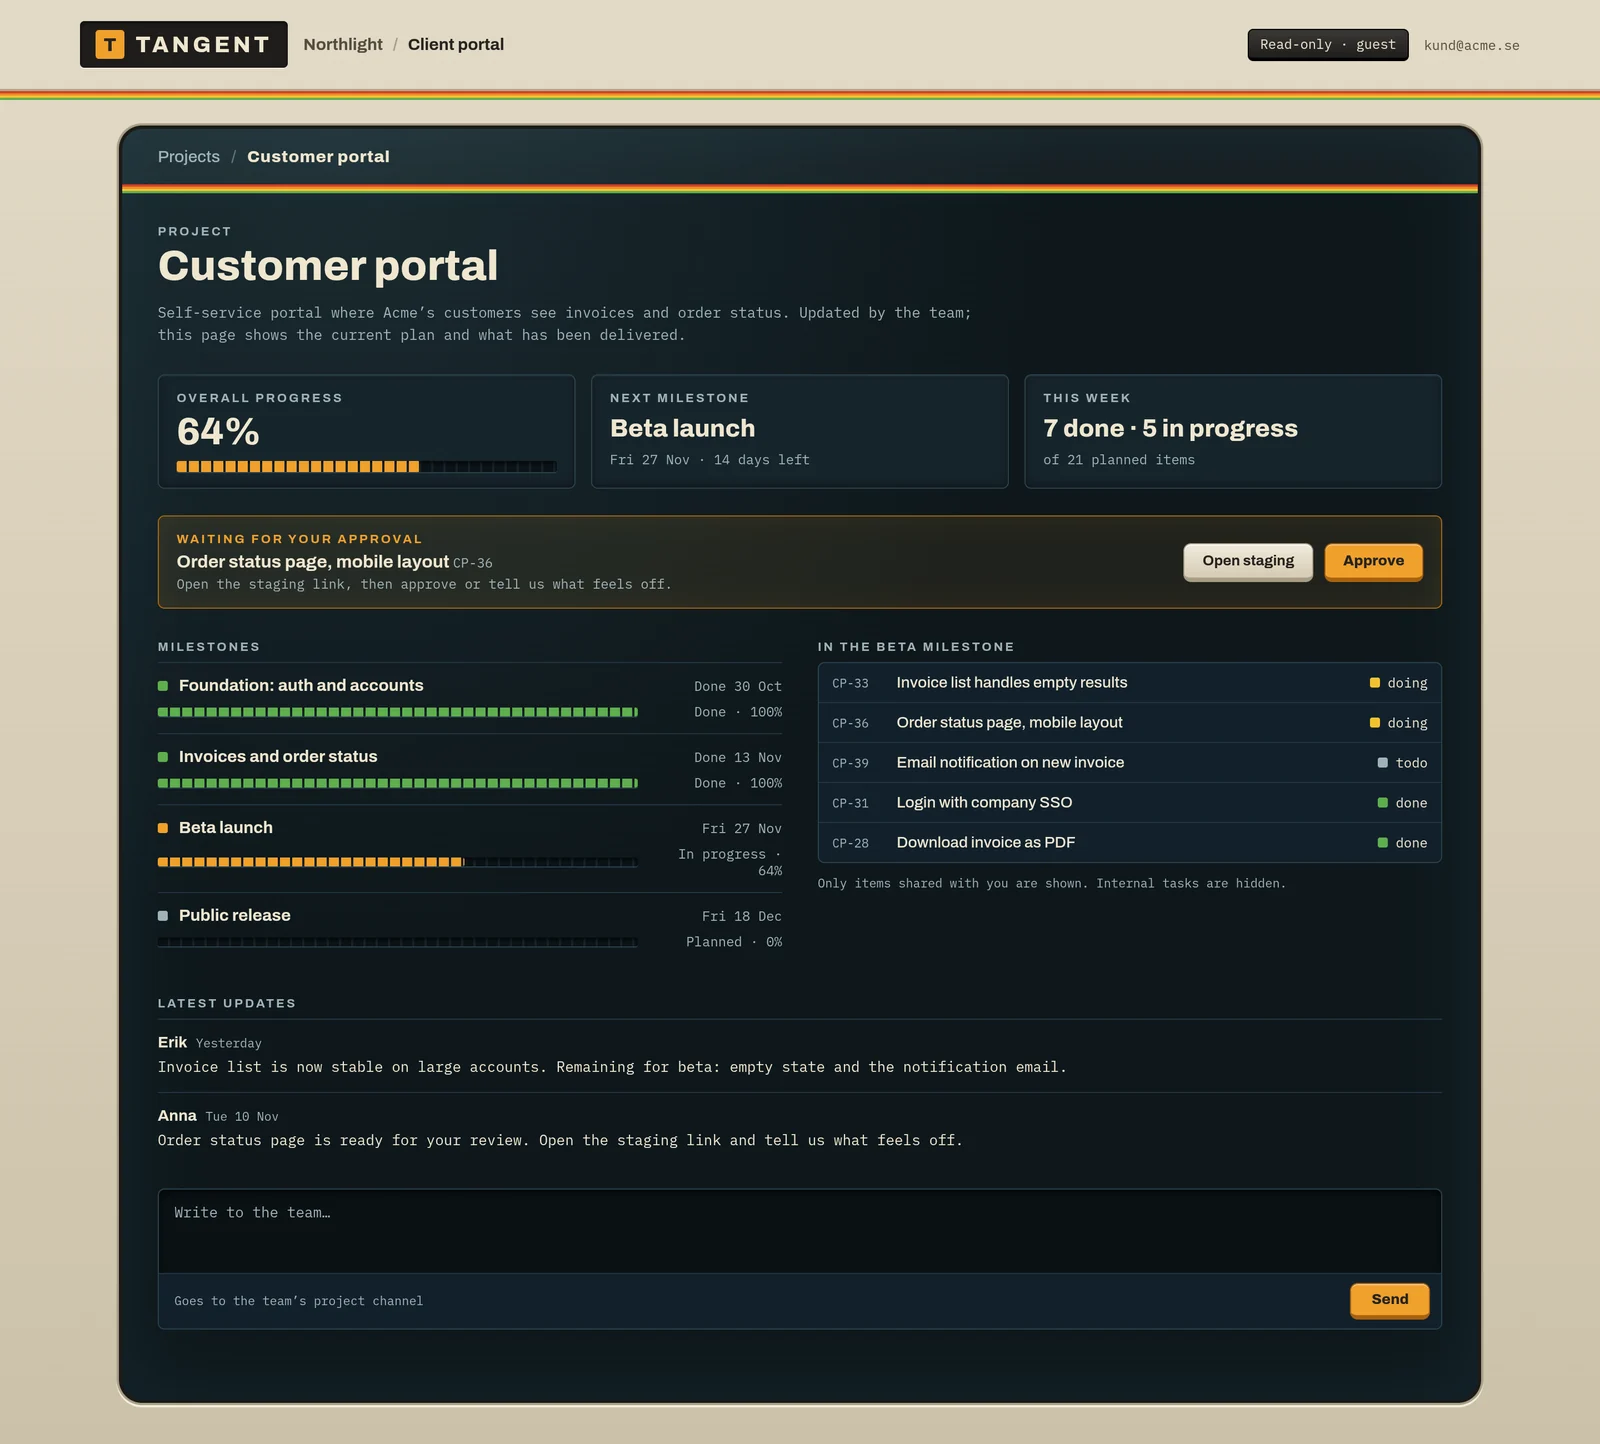 T TANGENT
Northlight / Client portal
Read-only · guest
kund@acme.se
Projects / Customer portal
PROJECT
Customer portal
Self-service portal where Acme’s customers see invoices and order status. Updated by the team;
this page shows the current plan and what has been delivered.
OVERALL PROGRESS
64%
NEXT MILESTONE
Beta launch
Fri 27 Nov · 14 days left
THIS WEEK
7 done · 5 in progress
of 21 planned items
WAITING FOR YOUR APPROVAL
Order status page, mobile layout CP-36
Open the staging link, then approve or tell us what feels off.
Open staging
Approve
MILESTONES
Foundation: auth and accounts Done 30 Oct
Done · 100%
Invoices and order status Done 13 Nov
Done · 100%
Beta launch Fri 27 Nov
In progress ·
64%
Public release Fri 18 Dec
Planned · 0%
IN THE BETA MILESTONE
CP-33 Invoice list handles empty results doing
CP-36 Order status page, mobile layout doing
CP-39 Email notification on new invoice todo
CP-31 Login with company SSO done
CP-28 Download invoice as PDF done
Only items shared with you are shown. Internal tasks are hidden.
LATEST UPDATES
Erik Yesterday
Invoice list is now stable on large accounts. Remaining for beta: empty state and the notification email.
Anna Tue 10 Nov
Order status page is ready for your review. Open the staging link and tell us what feels off.
Write to the team…
Goes to the team’s project channel
Send